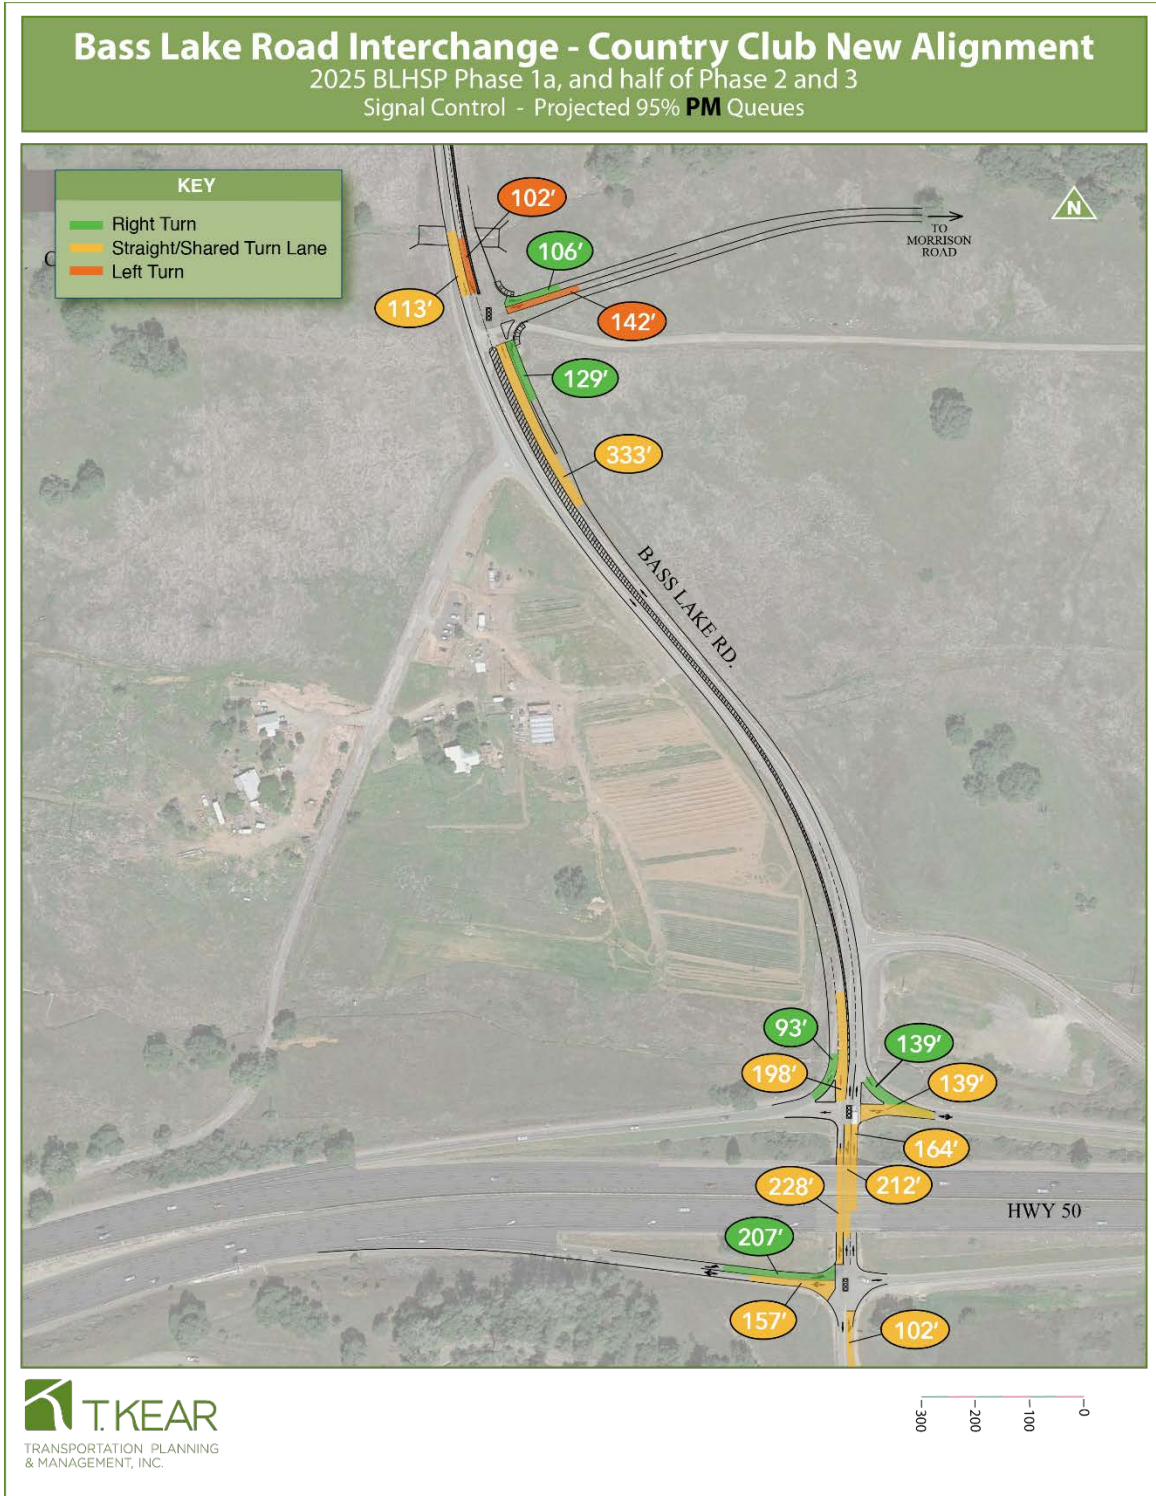 Bass Lake Road Interchange - Country Club New Alignment
2025 BLHSP Phase 1a, and half of Phase 2 and 3
Signal Control - Projected 95% PM Queues
KEY
Right Turn
Straight/Shared Turn Lane
Left Turn
C
N
102’
106’
TO
MORRISON
ROAD
113’
142’
129’
333’
BASS LAKE RD.
93’
139’
198’
139’
164’
228’
212’
HWY 50
207’
157’
102’
T. KEAR
TRANSPORTATION PLANNING
& MANAGEMENT, INC.
300
200
100
0